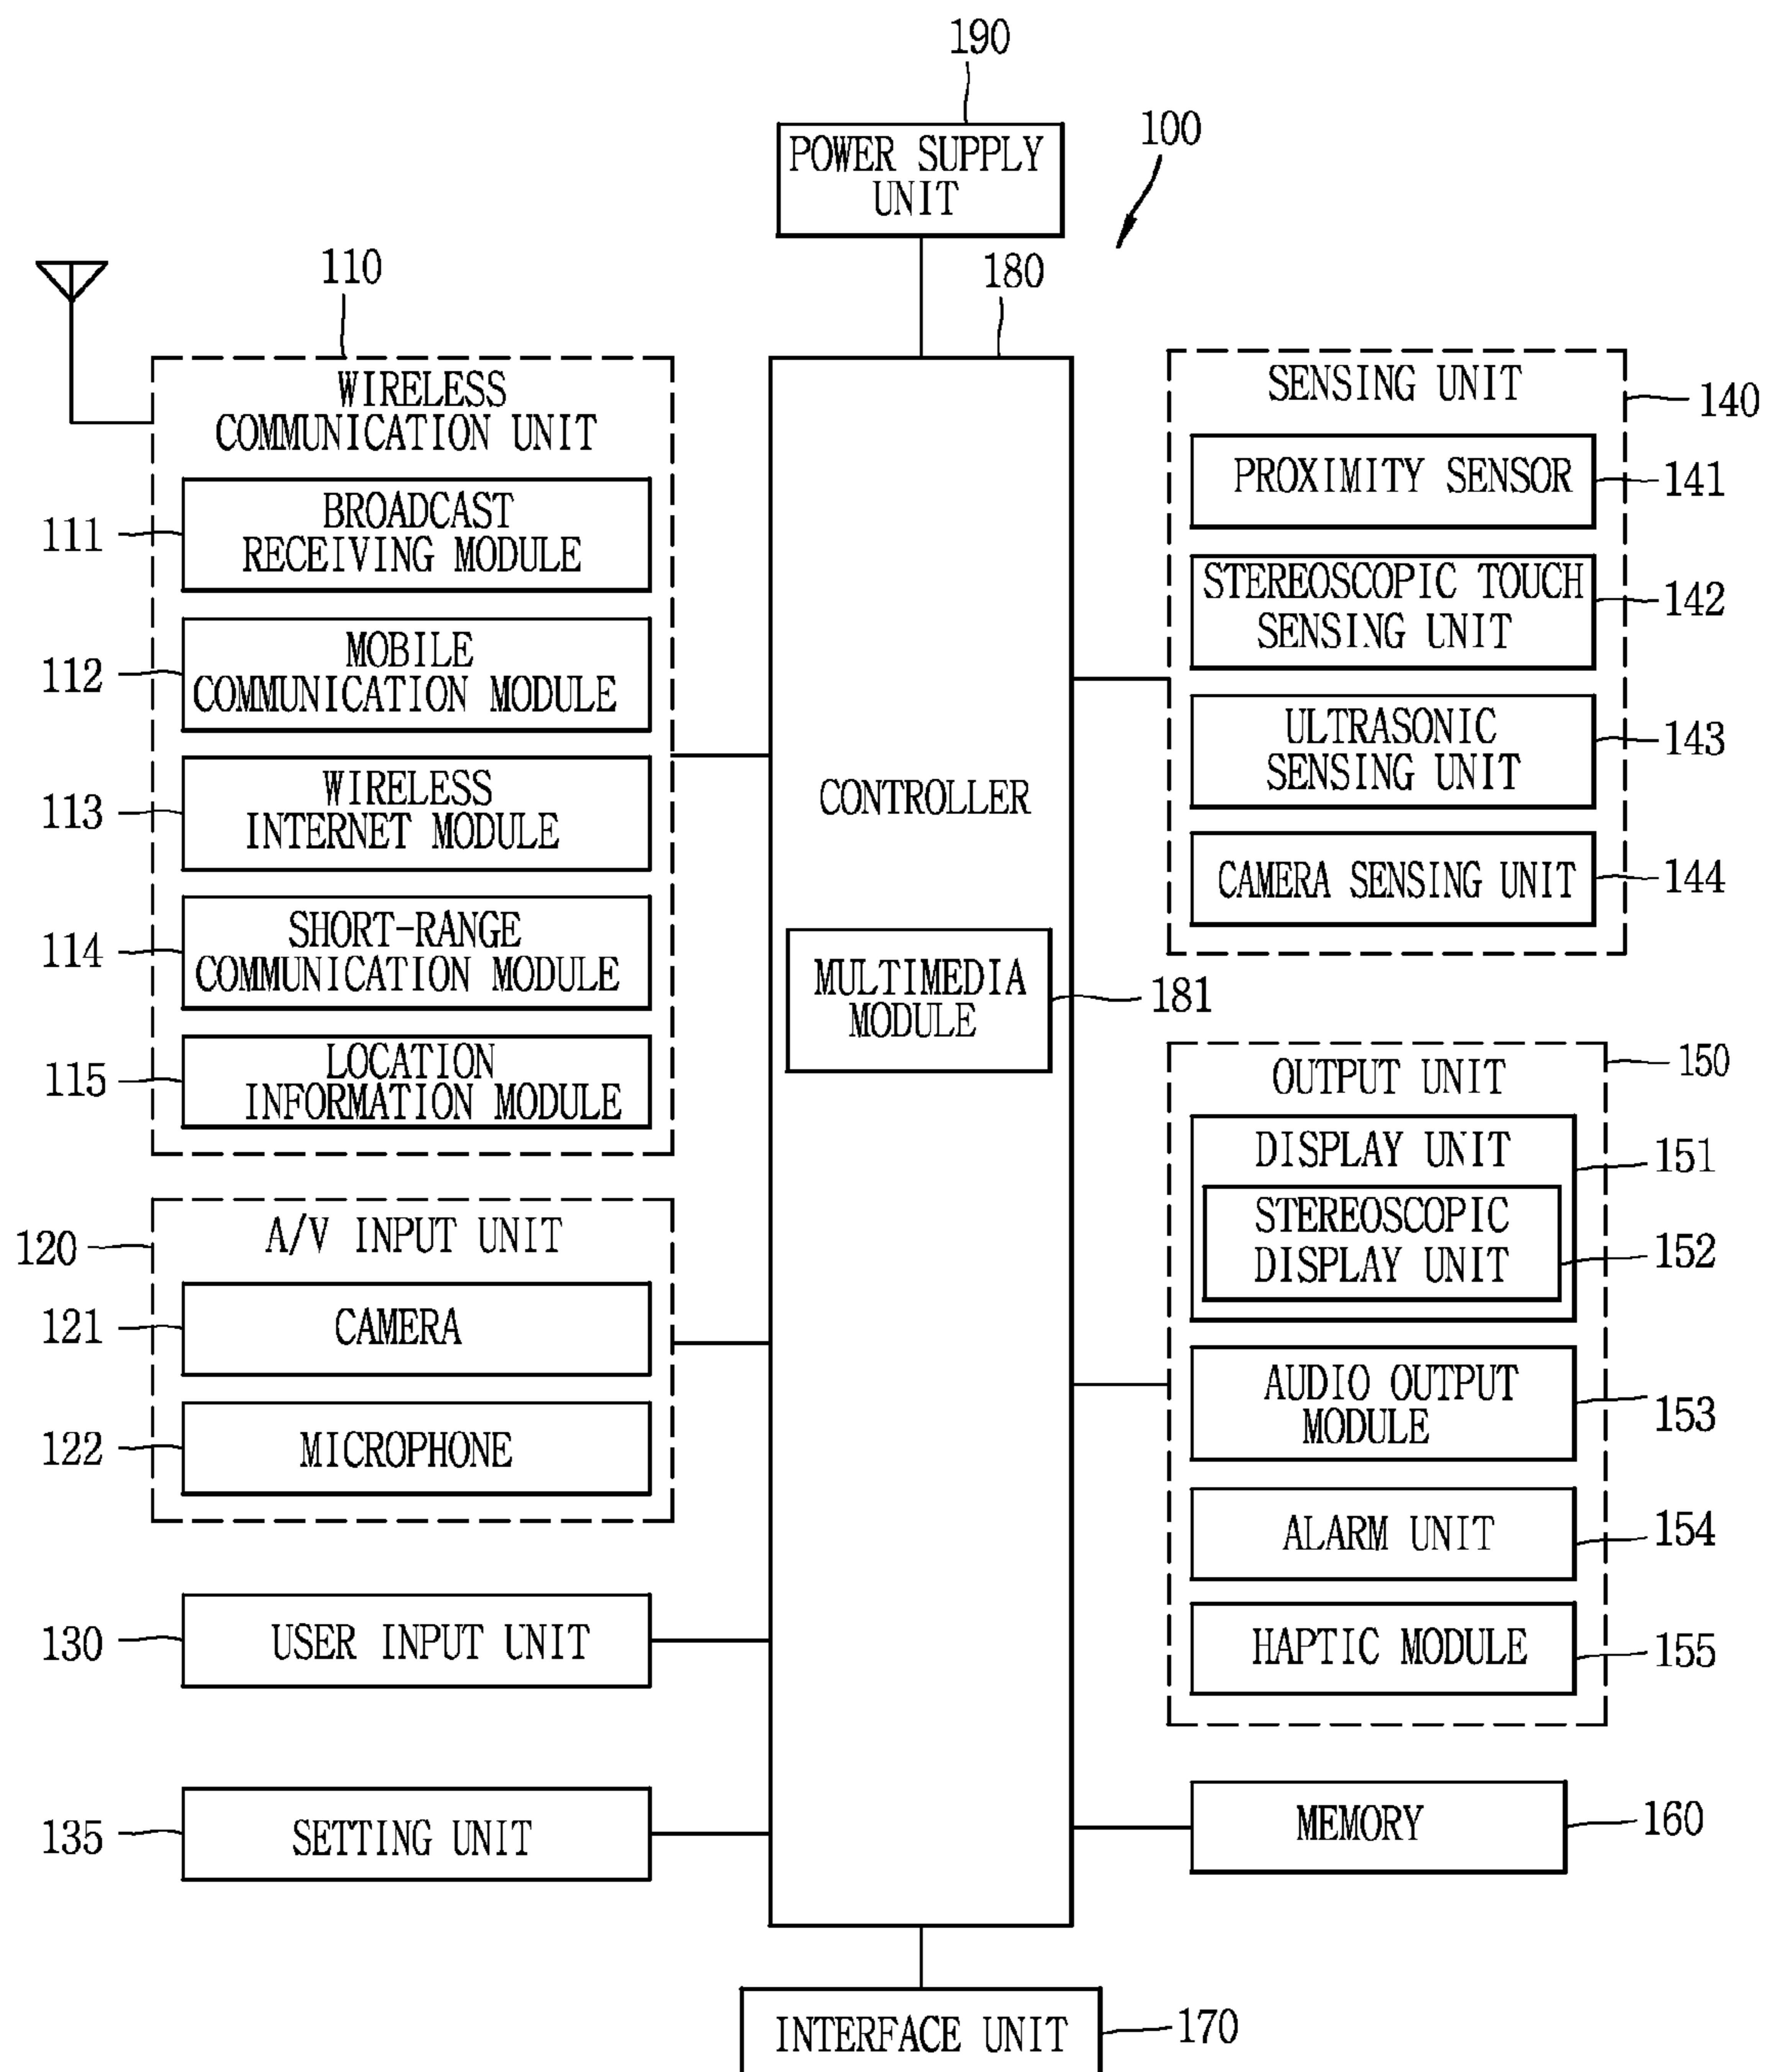 190
POWER SUPPLY
UNIT
100
180
110
WIRELESS
COMMUNICATION UNIT
111
BROADCAST
RECEIVING MODULE
112
MOBILE
COMMUNICATION MODULE
113
WIRELESS
INTERNET MODULE
114
SHORT-RANGE
COMMUNICATION MODULE
115
LOCATION
INFORMATION MODULE
120
A/V INPUT UNIT
121
CAMERA
122
MICROPHONE
130
USER INPUT UNIT
135
SETTING UNIT
CONTROLLER
MULTIMEDIA
MODULE
181
SENSING UNIT
140
PROXIMITY SENSOR
141
STEREOSCOPIC TOUCH
SENSING UNIT
142
ULTRASONIC
SENSING UNIT
143
CAMERA SENSING UNIT
144
150
OUTPUT UNIT
DISPLAY UNIT
151
STEREOSCOPIC
DISPLAY UNIT
152
AUDIO OUTPUT
MODULE
153
ALARM UNIT
154
HAPTIC MODULE
155
MEMORY
160
INTERFACE UNIT
170